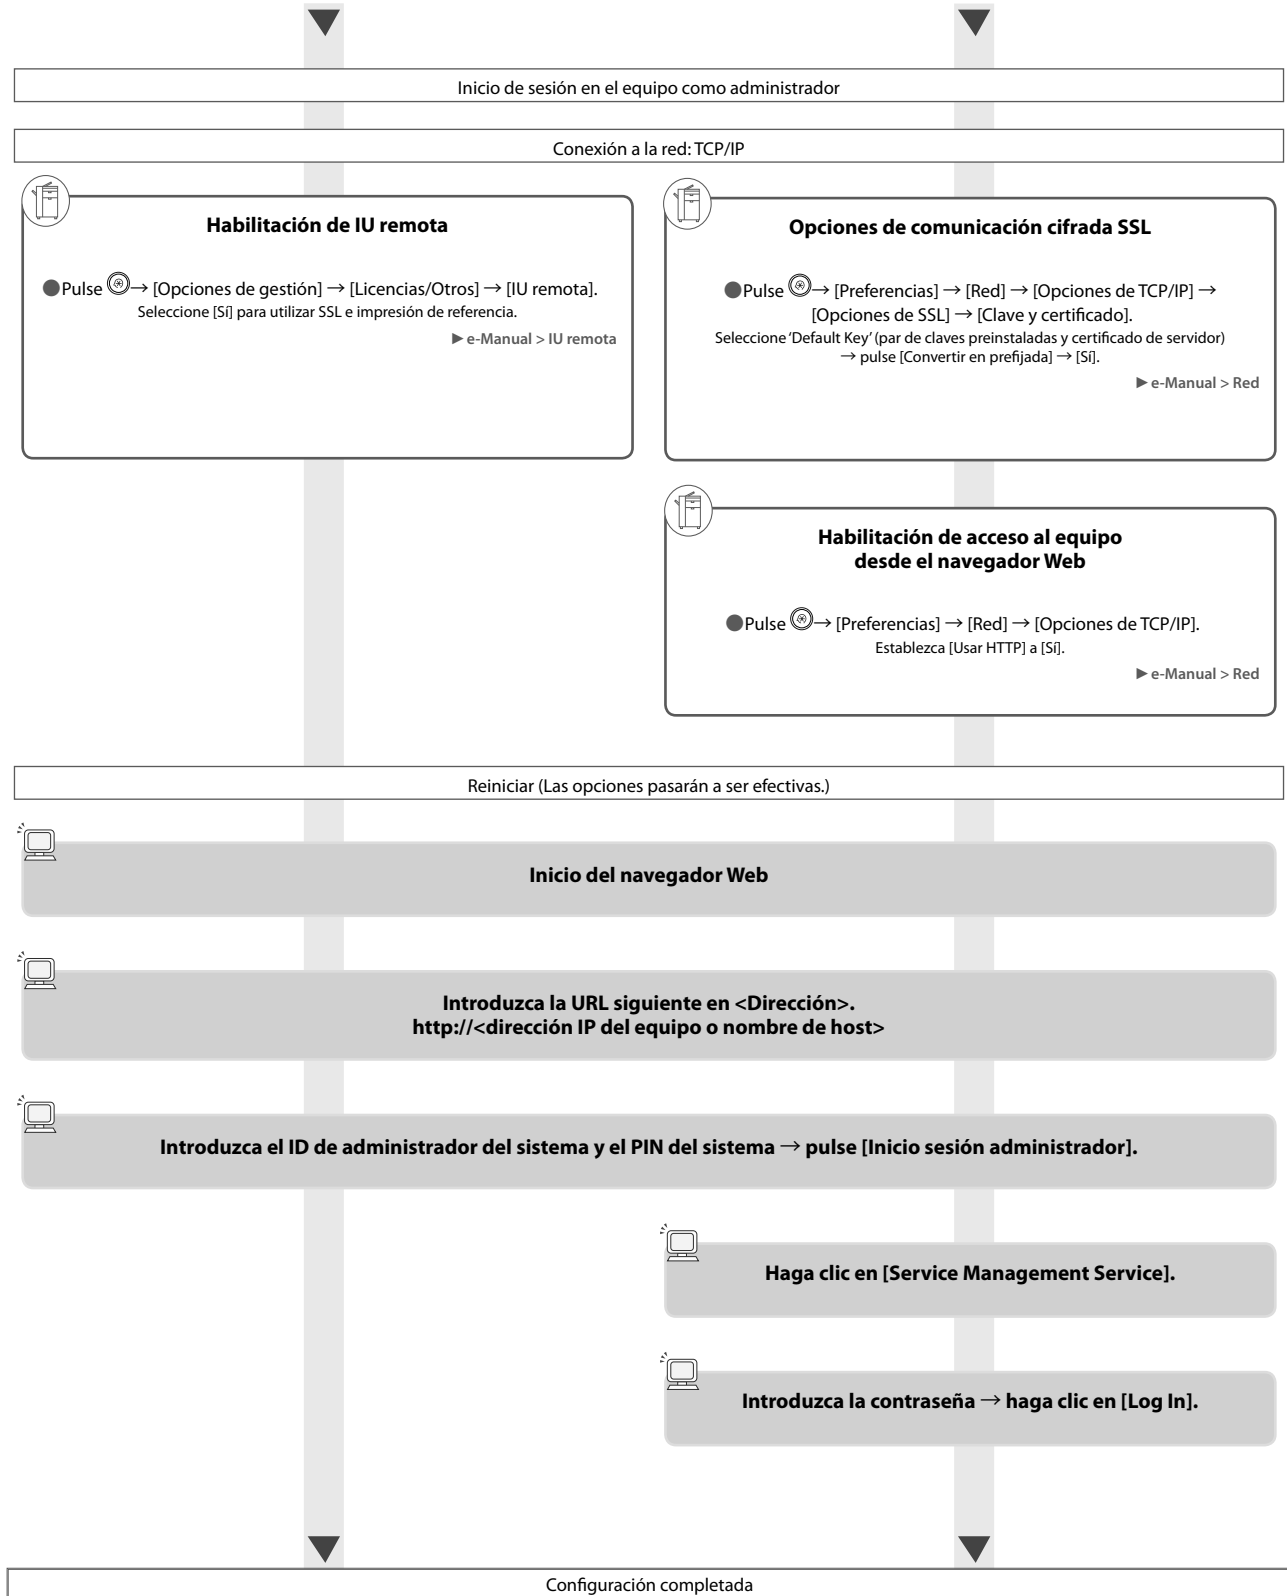 Inicio de sesión en el equipo como administrador
Conexión a la red: TCP/IP
Habilitación de IU remota
●Pulse → [Opciones de gestión] → [Licencias/Otros] → [IU remota].
Seleccione [Sí] para utilizar SSL e impresión de referencia.
►e-Manual > IU remota
Opciones de comunicación cifrada SSL
●Pulse → [Preferencias] → [Red] → [Opciones de TCP/IP] →
[Opciones de SSL] → [Clave y certificado].
Seleccione ‘Default Key’ (par de claves preinstaladas y certificado de servidor)
→ pulse [Convertir en prefijada] → [Sí].
►e-Manual > Red
Habilitación de acceso al equipo
desde el navegador Web
●Pulse → [Preferencias] → [Red] → [Opciones de TCP/IP].
Establezca [Usar HTTP] a [Sí].
►e-Manual > Red
Reiniciar (Las opciones pasarán a ser efectivas.)
Inicio del navegador Web
Introduzca la URL siguiente en <Dirección>.
http://<dirección IP del equipo o nombre de host>
Introduzca el ID de administrador del sistema y el PIN del sistema → pulse [Inicio sesión administrador].
Haga clic en [Service Management Service].
Introduzca la contraseña → haga clic en [Log In].
Configuración completada